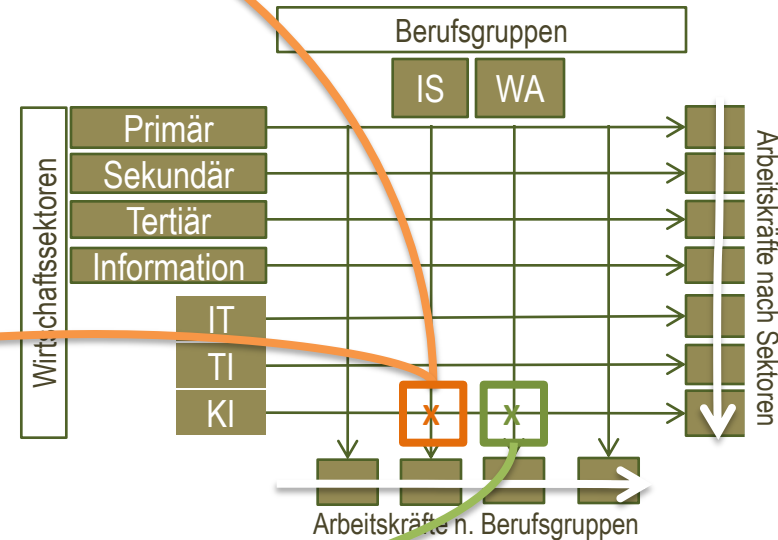 Berufsgruppen
IS
WA
Wirtschaftssektoren
Primär
Sekundär
Tertiär
Information
IT
TI
KI
x
x
Arbeitskräfte nach Sektoren
Arbeitskräfte n. Berufsgruppen